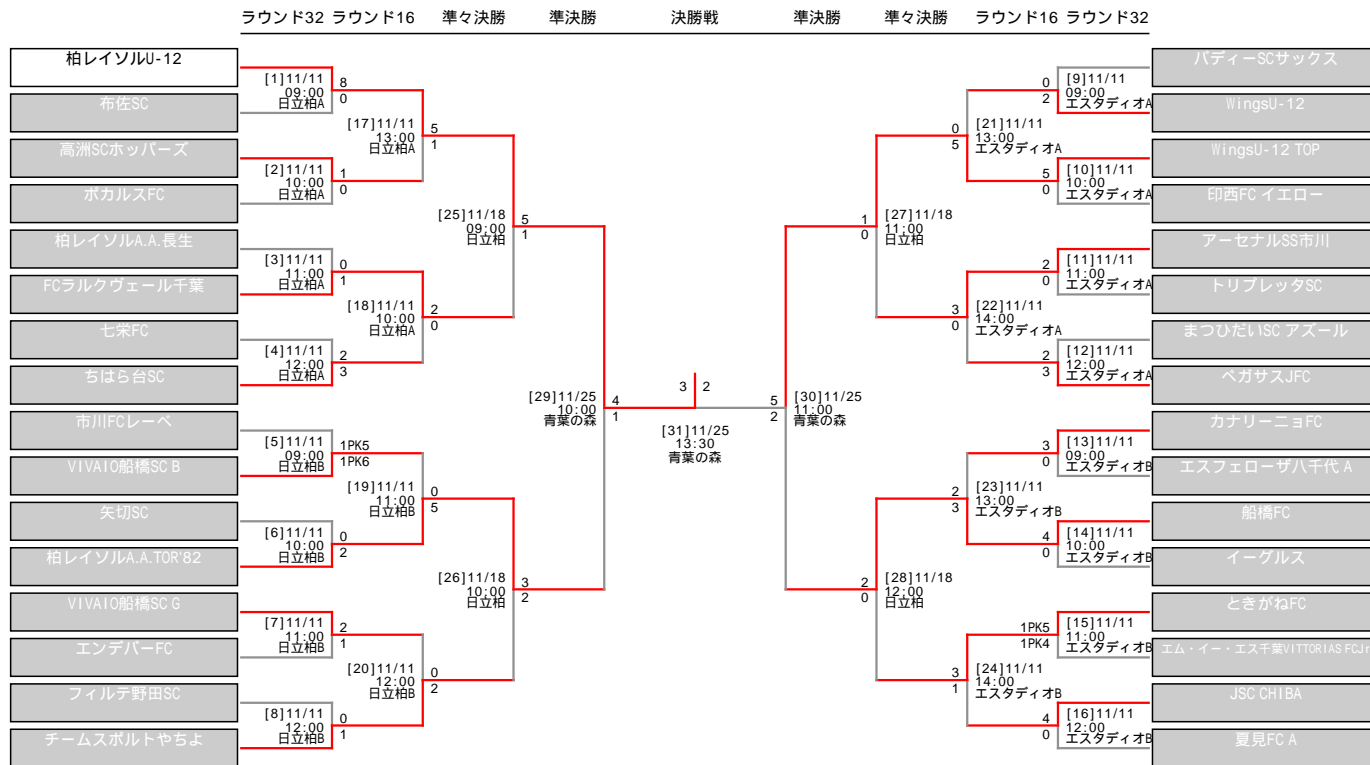 ラウンド32 ラウンド16 準々決勝 準決勝 決勝戦 準決勝 準々決勝 ラウンド16 ラウンド32
柏レイソルU-12
布佐SC
高洲SCホッパーズ
ボカルスFC
柏レイソルA.A.長生
FCラルクヴェール千葉
七栄FC
ちはら台SC
市川FCレーベ
VIVAIO船橋SC B
矢切SC
柏レイソルA.A.TOR'82
VIVAIO船橋SC G
エンデバーFC
フィルテ野田SC
チームスポルトやちよ
[1]11/11
09:00
日立柏A
8
0
[2]11/11
10:00
日立柏A
1
0
[3]11/11
11:00
日立柏A
0
1
[4]11/11
12:00
日立柏A
2
3
[5]11/11
09:00
日立柏B
1PK5
1PK6
[6]11/11
10:00
日立柏B
0
2
[7]11/11
11:00
日立柏B
2
1
[8]11/11
12:00
日立柏B
0
1
[17]11/11
13:00
日立柏A
5
1
[18]11/11
10:00
日立柏A
2
0
[19]11/11
11:00
日立柏B
0
5
[20]11/11
12:00
日立柏B
0
2
[25]11/18
09:00
日立柏
5
1
[26]11/18
10:00
日立柏
3
2
[29]11/25
10:00
青葉の森
4
1
3 2
[31]11/25
13:30
青葉の森
5
2
[30]11/25
11:00
青葉の森
1
0
[27]11/18
11:00
日立柏
2
0
[28]11/18
12:00
日立柏
0
5
[21]11/11
13:00
エスタディオA
3
0
[22]11/11
14:00
エスタディオA
2
3
[23]11/11
13:00
エスタディオB
3
1
[24]11/11
14:00
エスタディオB
0
2
[9]11/11
09:00
エスタディオA
5
0
[10]11/11
10:00
エスタディオA
2
0
[11]11/11
11:00
エスタディオA
2
3
[12]11/11
12:00
エスタディオA
3
0
[13]11/11
09:00
エスタディオB
4
0
[14]11/11
10:00
エスタディオB
1PK5
1PK4
[15]11/11
11:00
エスタディオB
4
0
[16]11/11
12:00
エスタディオB
バディーSCサックス
WingsU-12
WingsU-12 TOP
印西FC イエロー
アーセナルSS市川
トリプレッタSC
まつひだいSC アズール
ペガサスJFC
カナリーニョFC
エスフェローザ八千代 A
船橋FC
イーグルス
ときがねFC
エム・イー・エス千葉VITTORIAS FCJr
JSC CHIBA
夏見FC A